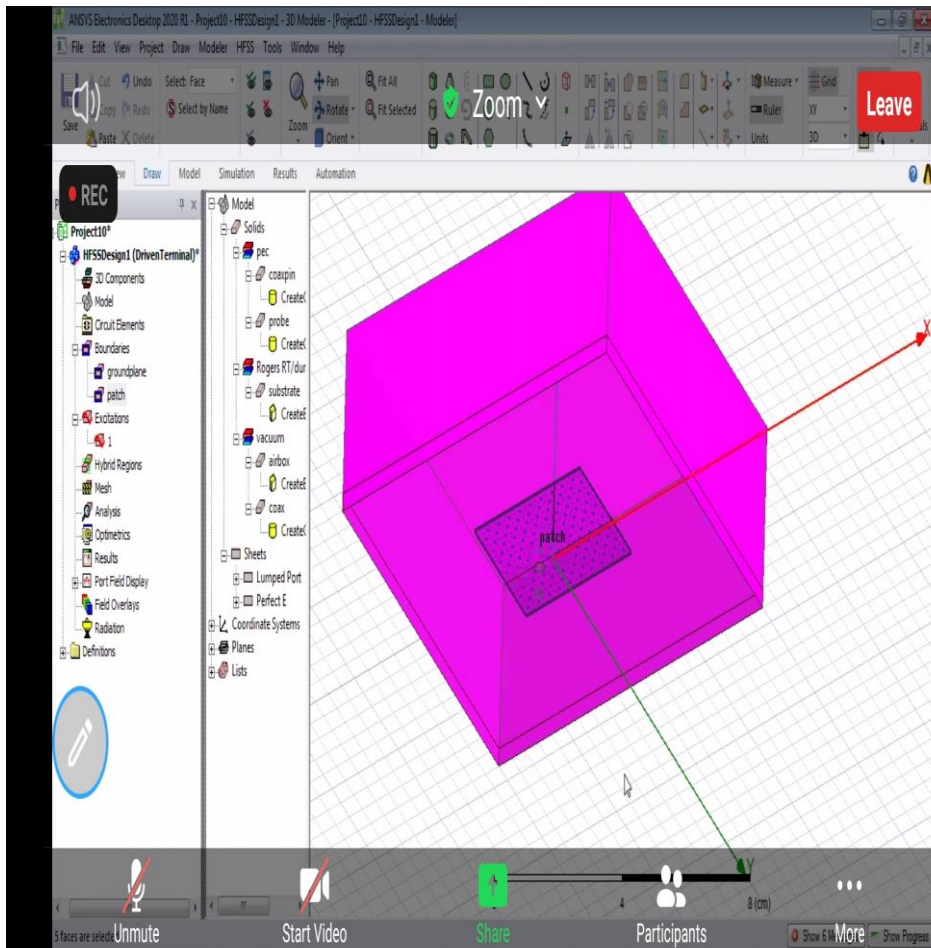 ANSYS Electronics Desktop 2020 R1 - Project10 - HFSSDesign1 - 3D Modeler - [Project10 - HFSSDesign1 - Modeler]
File Edit View Project Draw Modeler HFSS Tools Window Help
Cut Undo Select: Face Pan Fit All Measure Grid
Copy Redo Select by Name Rotate Fit Selected Zoom Ruler XY Leave
Save Paste Delete Zoom Orient Units 3D
Draw Model Simulation Results Automation
REC
Project10*
HFSSDesign1 (DrivenTerminal)*
3D Components
Model
Circuit Elements
Boundaries
groundplane
patch
Excitations
1
Hybrid Regions
Mesh
Analysis
Optimetrics
Results
Port Field Display
Field Overlays
Radiation
Definitions
Model
Solids
pec
coaxpin
probe
Rogers RT/dur
substrate
vacuum
airbox
coax
Sheets
Lumped Port
Perfect E
Coordinate Systems
Planes
Lists
X
patch
Y
4 8 (cm)
5 faces are selected
Unmute Start Video Share Participants More
Show Progress